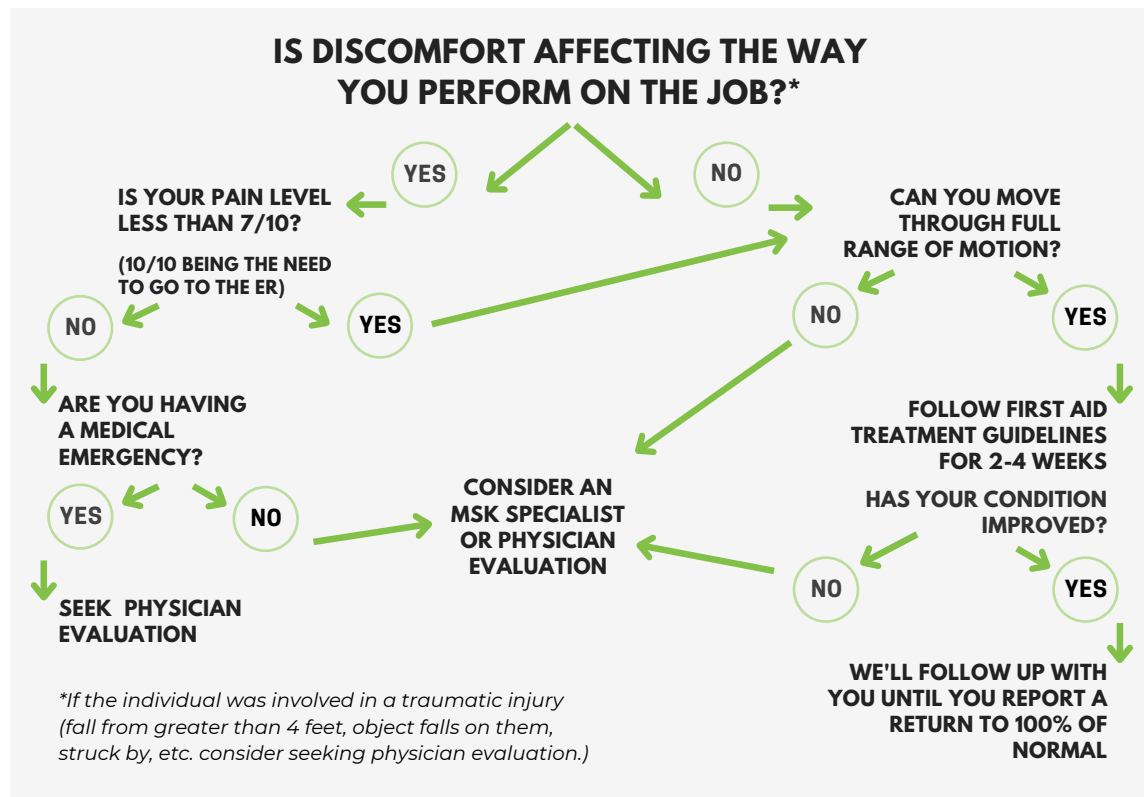 IS DISCOMFORT AFFECTING THE WAY
YOU PERFORM ON THE JOB?*
YES
NO
IS YOUR PAIN LEVEL
LESS THAN 7/10?
(10/10 BEING THE NEED
TO GO TO THE ER)
NO
YES
CAN YOU MOVE
THROUGH FULL
RANGE OF MOTION?
NO
YES
ARE YOU HAVING
A MEDICAL
EMERGENCY?
YES
NO
SEEK PHYSICIAN
EVALUATION
CONSIDER AN
MSK SPECIALIST
OR PHYSICIAN
EVALUATION
FOLLOW FIRST AID
TREATMENT GUIDELINES
FOR 2-4 WEEKS
HAS YOUR CONDITION
IMPROVED?
NO
YES
WE'LL FOLLOW UP WITH
YOU UNTIL YOU REPORT A
RETURN TO 100% OF
NORMAL
*If the individual was involved in a traumatic injury
(fall from greater than 4 feet, object falls on them,
struck by, etc. consider seeking physician evaluation.)